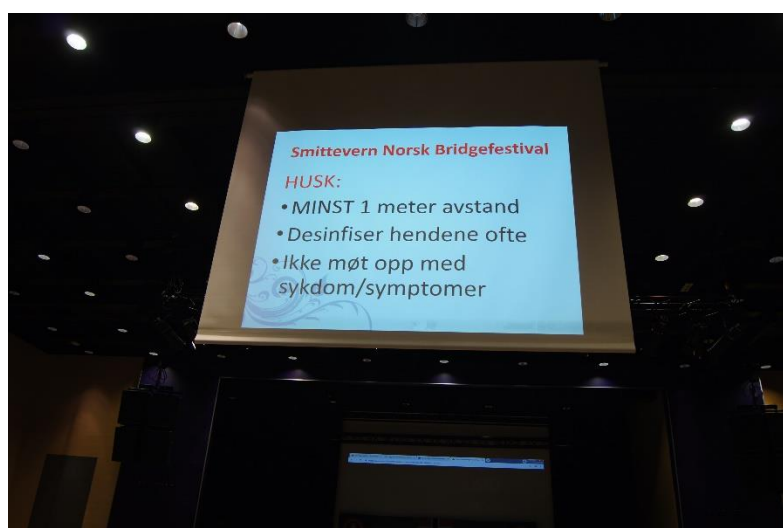 Smittevern Norsk Bridgefestival
HUSK:
•MINST 1 meter avstand
•Desinfiser hendene ofte
•Ikke møt opp med
sykdom/symptomer